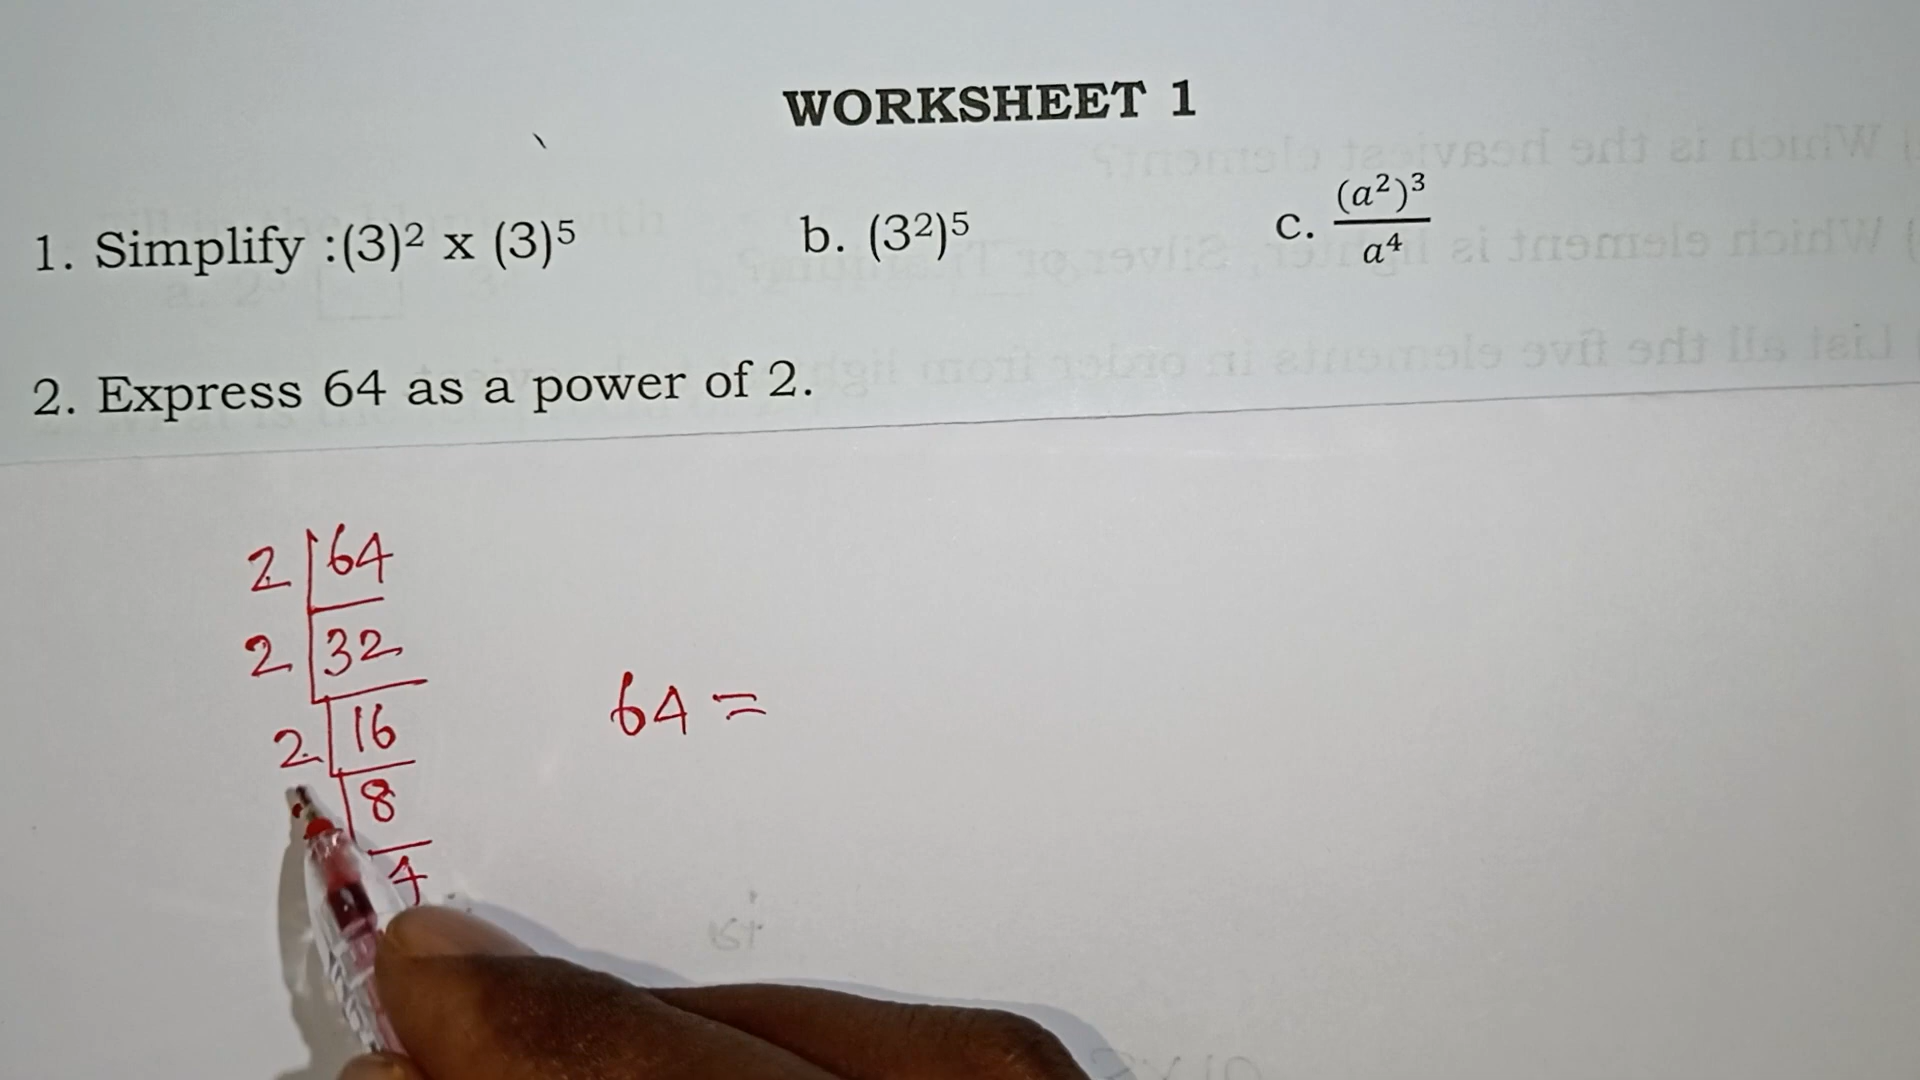 WORKSHEET 1
1. Simplify :(3)² x (3)⁵ b. (3²)⁵ c. (a²)³/a⁴
2. Express 64 as a power of 2.
2 64
2 32
2 16
8
4
64 =